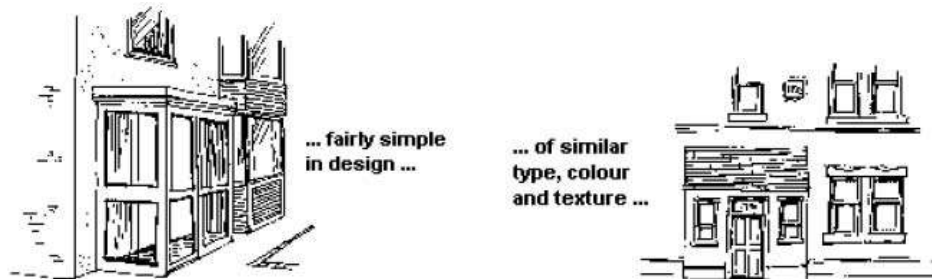 ... fairly simple
in design ...
... of similar
type, colour
and texture ...